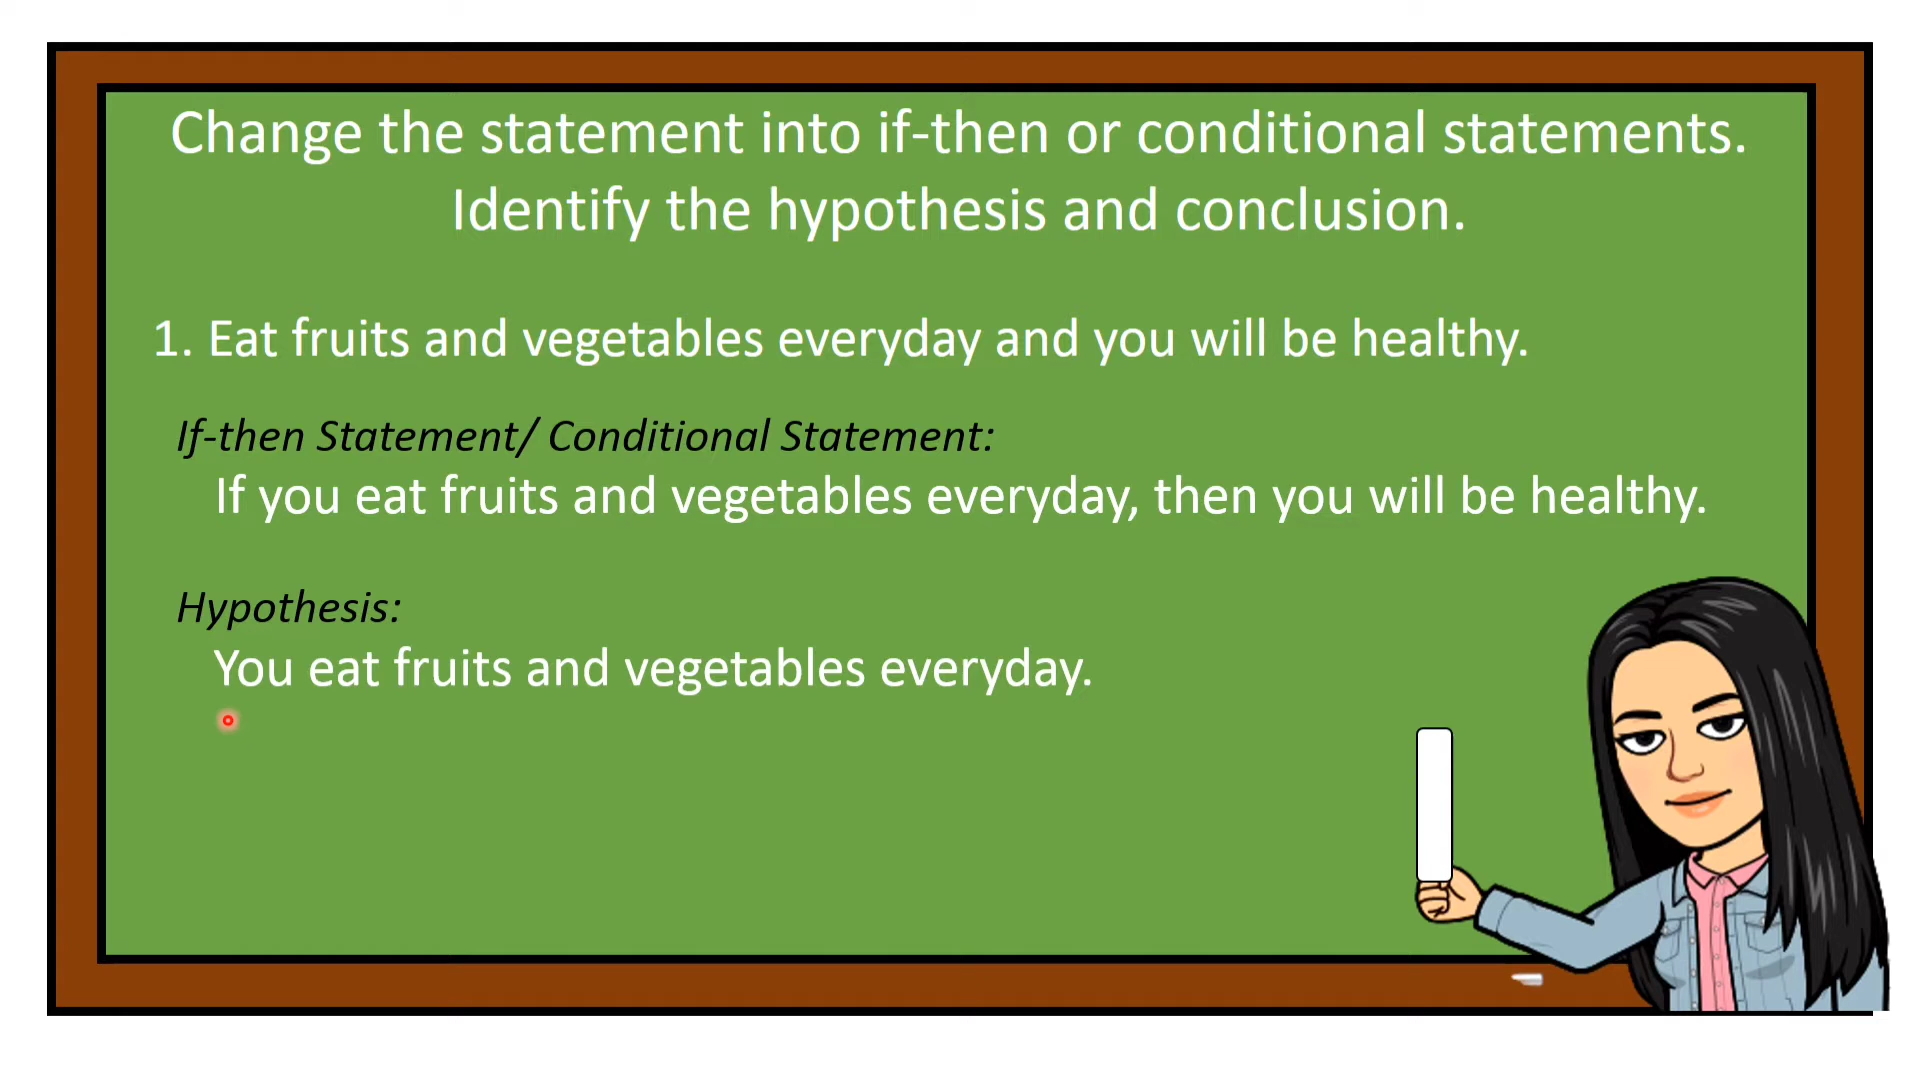 Change the statement into if-then or conditional statements.
Identify the hypothesis and conclusion.
1. Eat fruits and vegetables everyday and you will be healthy.
If-then Statement/ Conditional Statement:
If you eat fruits and vegetables everyday, then you will be healthy.
Hypothesis:
You eat fruits and vegetables everyday.